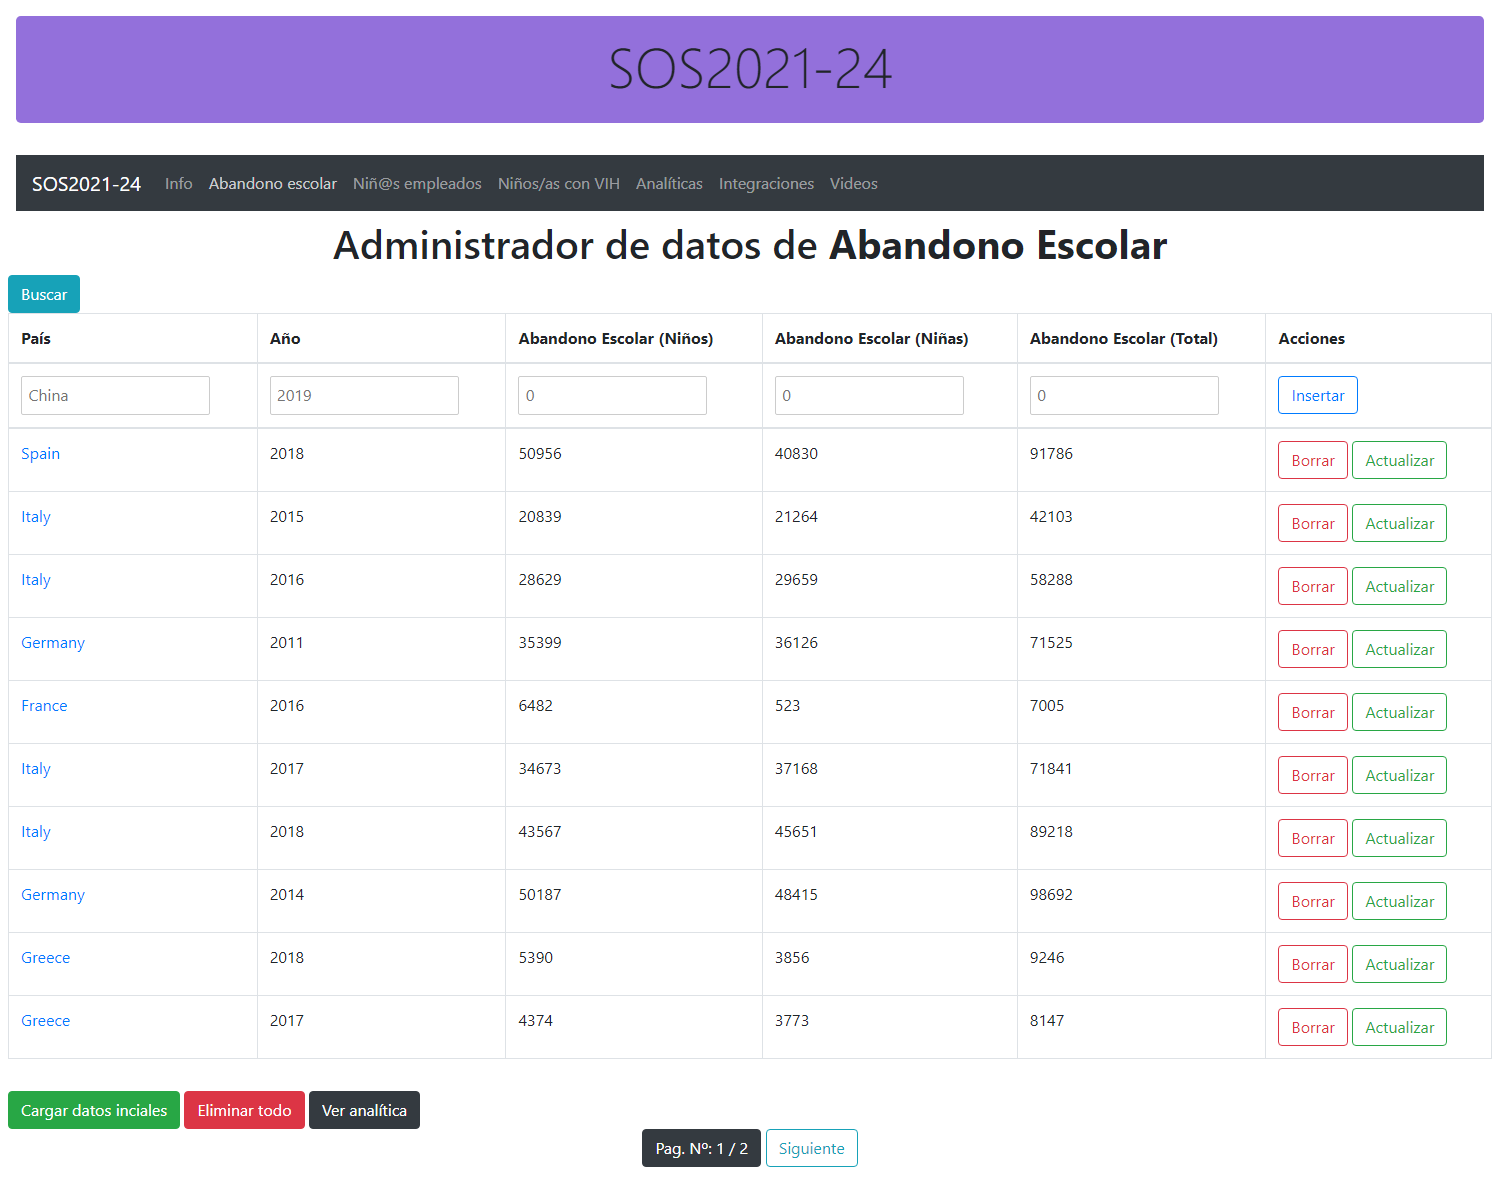 SOS2021-24
SOS2021-24 Info Abandono escolar Niñ@s empleados Niños/as con VIH Analíticas Integraciones Videos
Administrador de datos de Abandono Escolar
Buscar
País Año Abandono Escolar (Niños) Abandono Escolar (Niñas) Abandono Escolar (Total) Acciones
China 2019 0 0 0 Insertar
Spain 2018 50956 40830 91786 Borrar Actualizar
Italy 2015 20839 21264 42103 Borrar Actualizar
Italy 2016 28629 29659 58288 Borrar Actualizar
Germany 2011 35399 36126 71525 Borrar Actualizar
France 2016 6482 523 7005 Borrar Actualizar
Italy 2017 34673 37168 71841 Borrar Actualizar
Italy 2018 43567 45651 89218 Borrar Actualizar
Germany 2014 50187 48415 98692 Borrar Actualizar
Greece 2018 5390 3856 9246 Borrar Actualizar
Greece 2017 4374 3773 8147 Borrar Actualizar
Cargar datos inciales Eliminar todo Ver analítica
Pag. Nº: 1 / 2 Siguiente